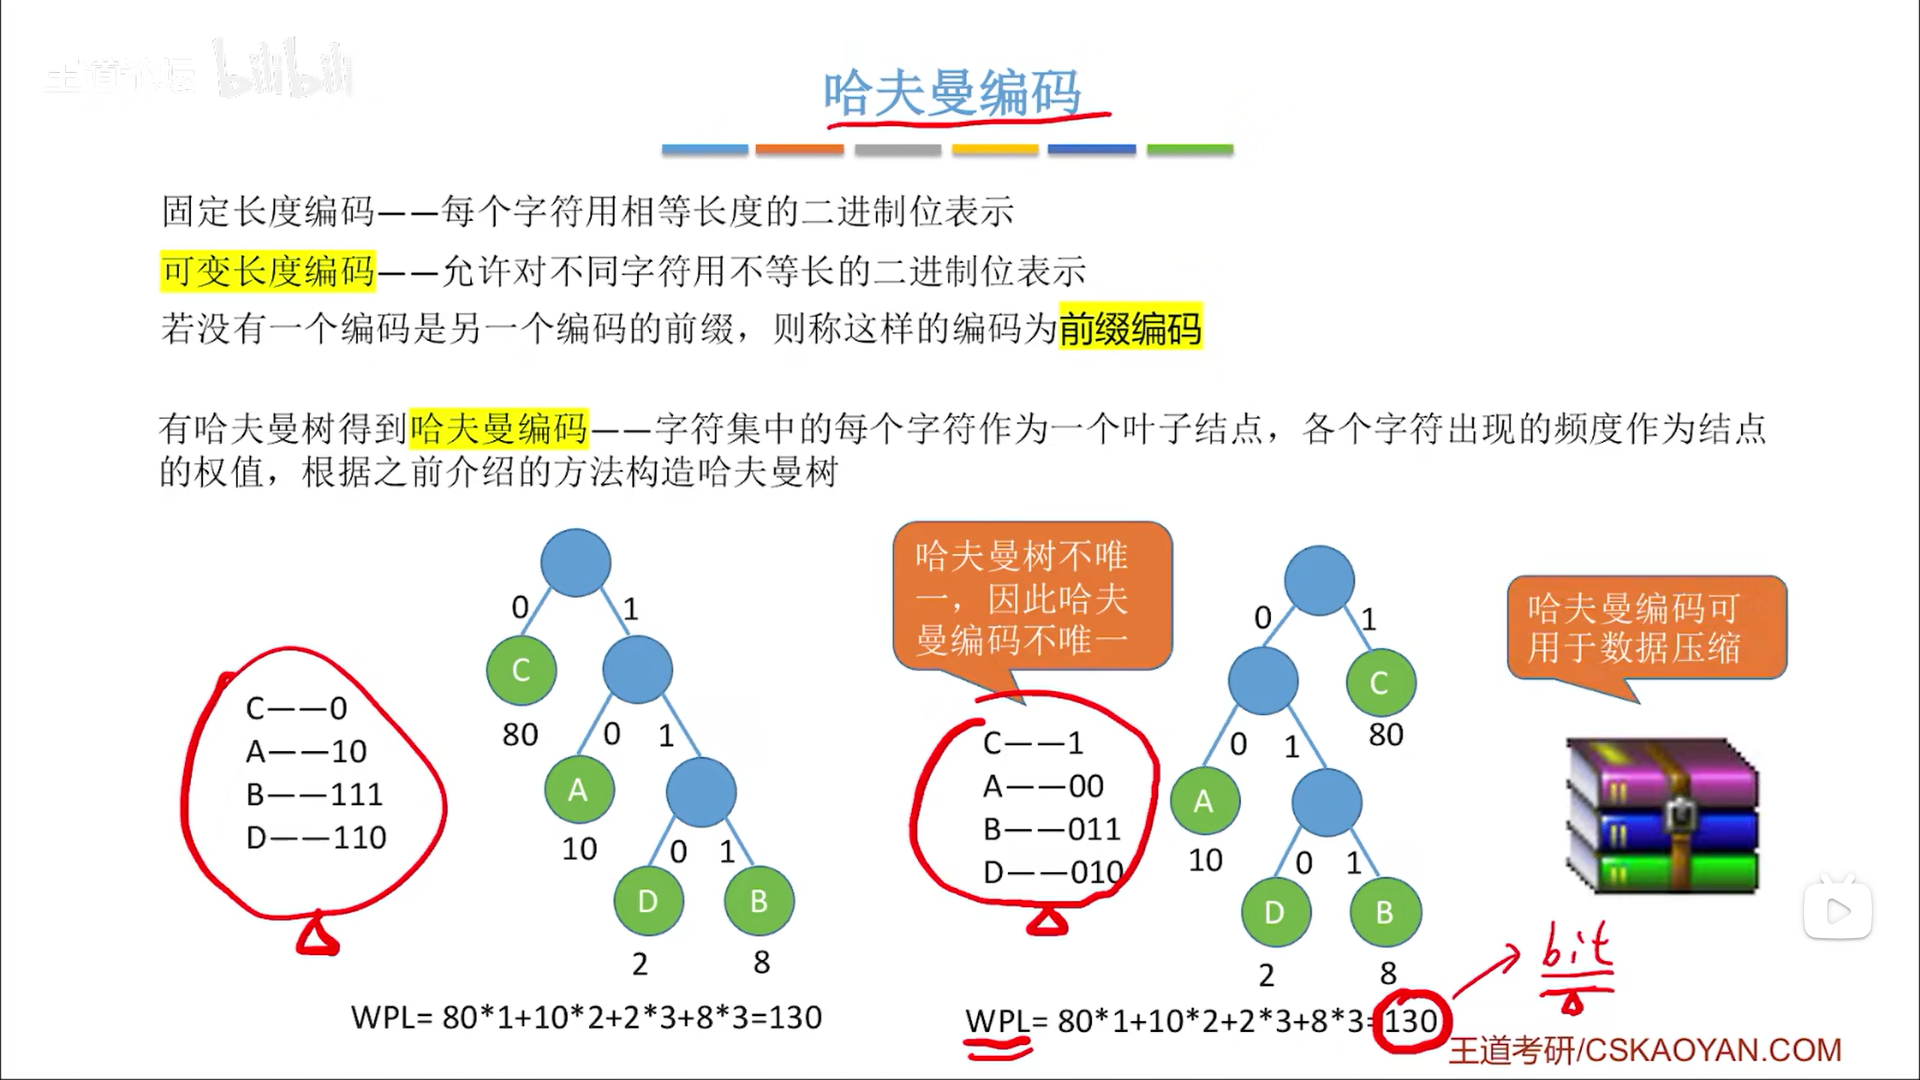 王道论坛 bilibili
哈夫曼编码
固定长度编码——每个字符用相等长度的二进制位表示
可变长度编码——允许对不同字符用不等长的二进制位表示
若没有一个编码是另一个编码的前缀，则称这样的编码为前缀编码
有哈夫曼树得到哈夫曼编码——字符集中的每个字符作为一个叶子结点，各个字符出现的频度作为结点
的权值，根据之前介绍的方法构造哈夫曼树
C——0
A——10
B——111
D——110
0 1
C
80
0 1
A
10
0 1
D B
2 8
WPL= 80*1+10*2+2*3+8*3=130
哈夫曼树不唯
一，因此哈夫
曼编码不唯一
C——1
A——00
B——011
D——010
0 1
C
80
0 1
A
10
0 1
D B
2 8
WPL= 80*1+10*2+2*3+8*3=130
哈夫曼编码可
用于数据压缩
bit
王道考研/CSKAOYAN.COM